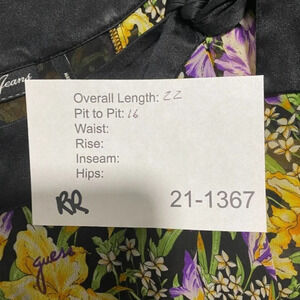 Jeans
Overall Length: 22
Pit to Pit: 16
Waist:
Rise:
Inseam:
Hips:
RR
21-1367
guess